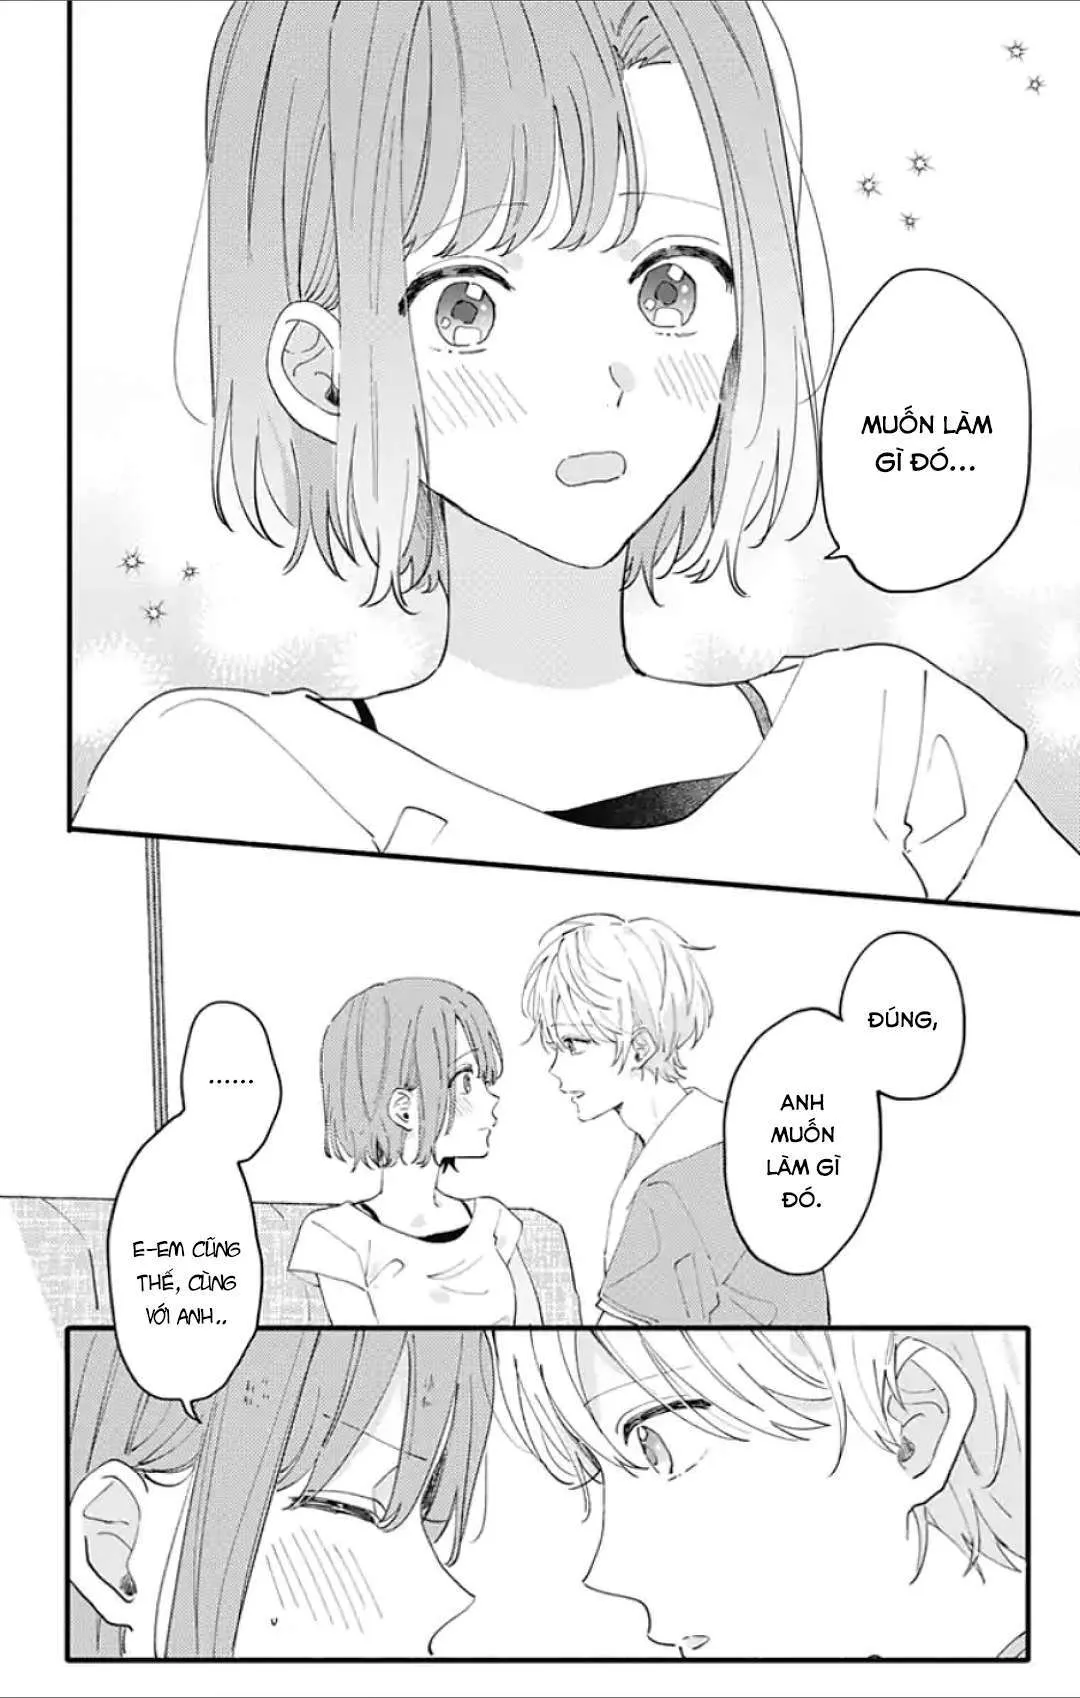 MUỐN LÀM
GÌ ĐÓ...
ĐÚNG,
ANH
MUỐN
LÀM GÌ
ĐÓ.
......
E-EM CŨNG
THẾ, CÙNG
VỚI ANH..